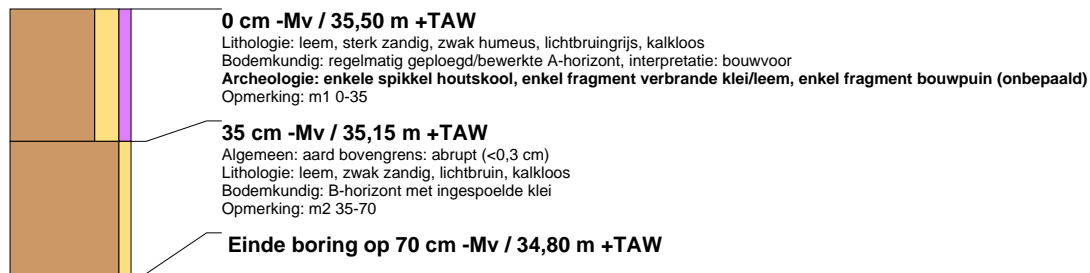 0 cm -Mv / 35,50 m +TAW
Lithologie: leem, sterk zandig, zwak humeus, lichtbruingrijs, kalkloos
Bodemkundig: regelmatig geploegd/bewerkte A-horizont, interpretatie: bouwvoor
Archeologie: enkele spikkel houtskool, enkel fragment verbrande klei/leem, enkel fragment bouwpuin (onbepaald)
Opmerking: m1 0-35
35 cm -Mv / 35,15 m +TAW
Algemeen: aard bovengrens: abrupt (<0,3 cm)
Lithologie: leem, zwak zandig, lichtbruin, kalkloos
Bodemkundig: B-horizont met ingespoelde klei
Opmerking: m2 35-70
Einde boring op 70 cm -Mv / 34,80 m +TAW